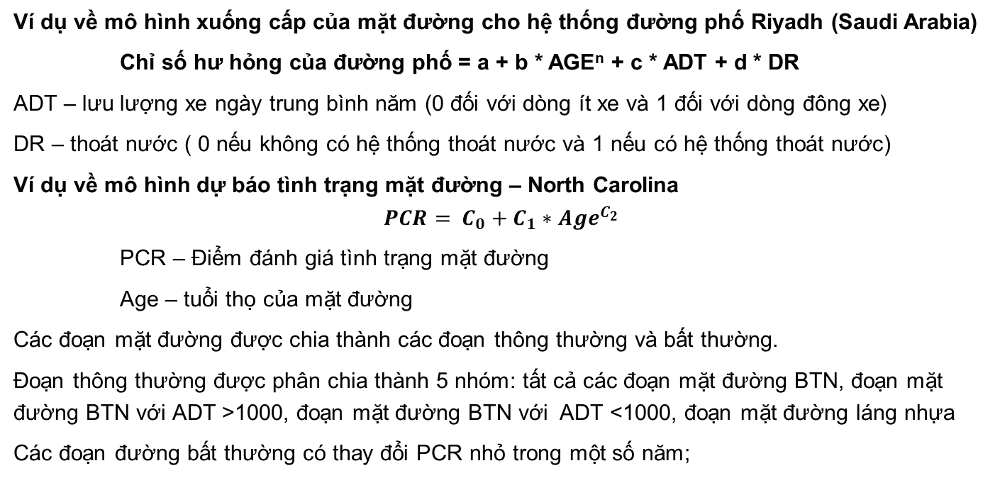 Ví dụ về mô hình xuống cấp của mặt đường cho hệ thống đường phố Riyadh (Saudi Arabia)
Chỉ số hư hỏng của đường phố = a + b * AGEⁿ + c * ADT + d * DR
ADT – lưu lượng xe ngày trung bình năm (0 đối với dòng ít xe và 1 đối với dòng đông xe)
DR – thoát nước ( 0 nếu không có hệ thống thoát nước và 1 nếu có hệ thống thoát nước)
Ví dụ về mô hình dự báo tình trạng mặt đường – North Carolina
PCR = C₀ + C₁ * Age^C₂
PCR – Điểm đánh giá tình trạng mặt đường
Age – tuổi thọ của mặt đường
Các đoạn mặt đường được chia thành các đoạn thông thường và bất thường.
Đoạn thông thường được phân chia thành 5 nhóm: tất cả các đoạn mặt đường BTN, đoạn mặt
đường BTN với ADT >1000, đoạn mặt đường BTN với ADT <1000, đoạn mặt đường láng nhựa
Các đoạn đường bất thường có thay đổi PCR nhỏ trong một số năm;